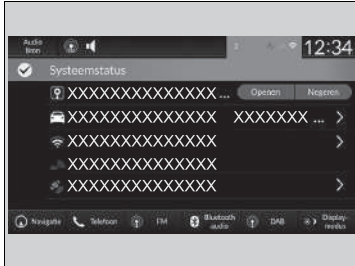 Audio
Bron
12:34
Systeemstatus
XXXXXXXXXXXXXX... Openen Negeren
XXXXXXXXXXXXXX XXXXXXX ...
XXXXXXXXXXXXXX
XXXXXXXXXXXXXX
XXXXXXXXXXXXXX
Navigatie Telefoon FM Bluetooth audio DAB Display- modus